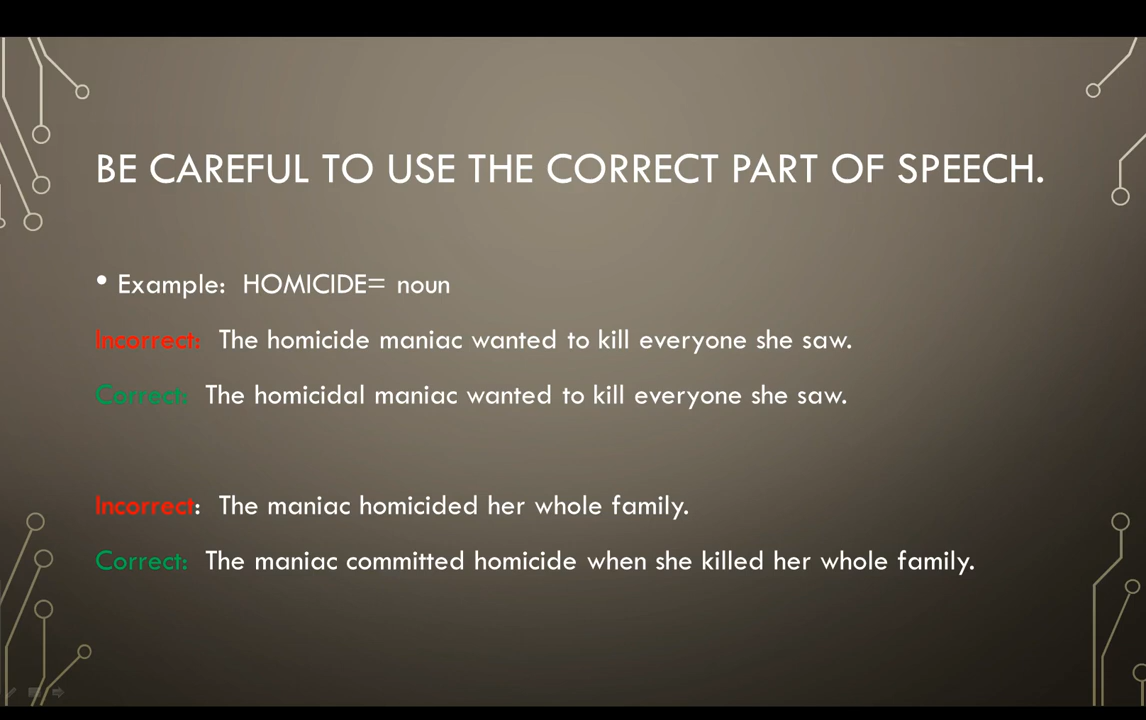 BE CAREFUL TO USE THE CORRECT PART OF SPEECH.
• Example: HOMICIDE= noun
Incorrect: The homicide maniac wanted to kill everyone she saw.
Correct: The homicidal maniac wanted to kill everyone she saw.
Incorrect: The maniac homicided her whole family.
Correct: The maniac committed homicide when she killed her whole family.